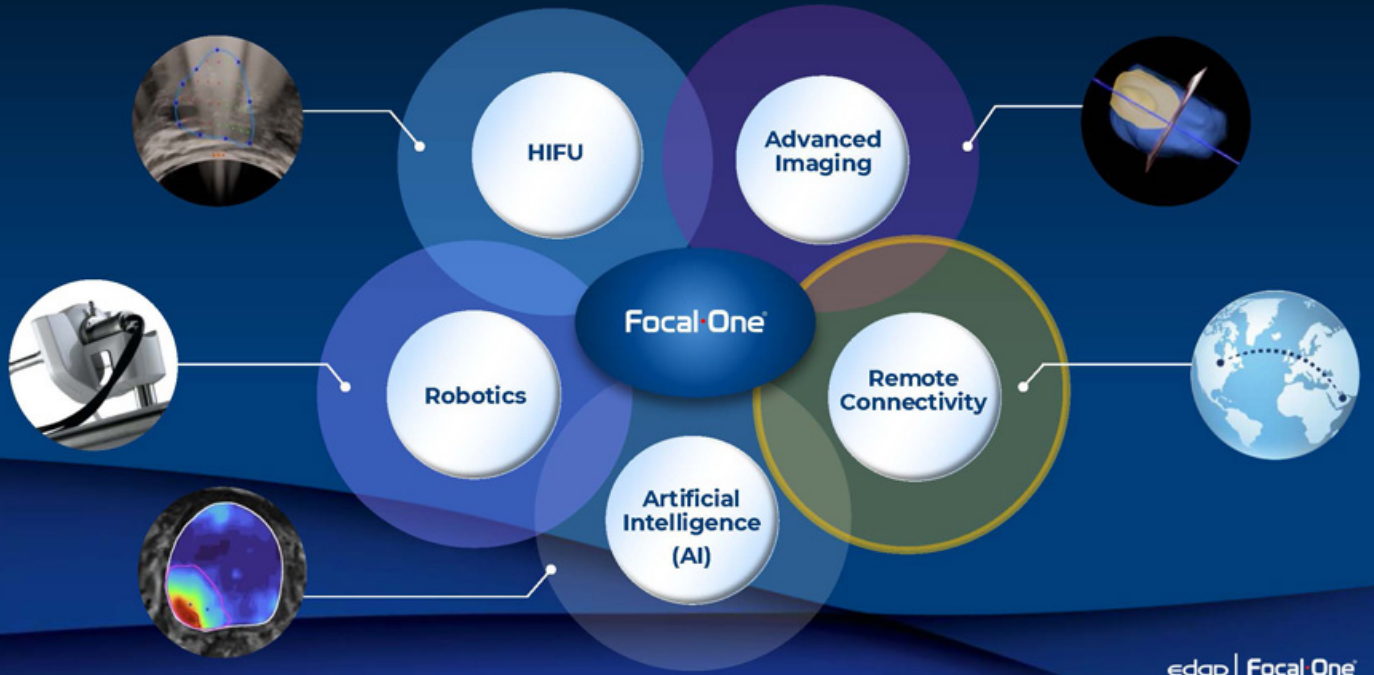 HIFU
Advanced
Imaging
Focal·One®
Robotics
Remote
Connectivity
Artificial
Intelligence
(AI)
edap | Focal·One®